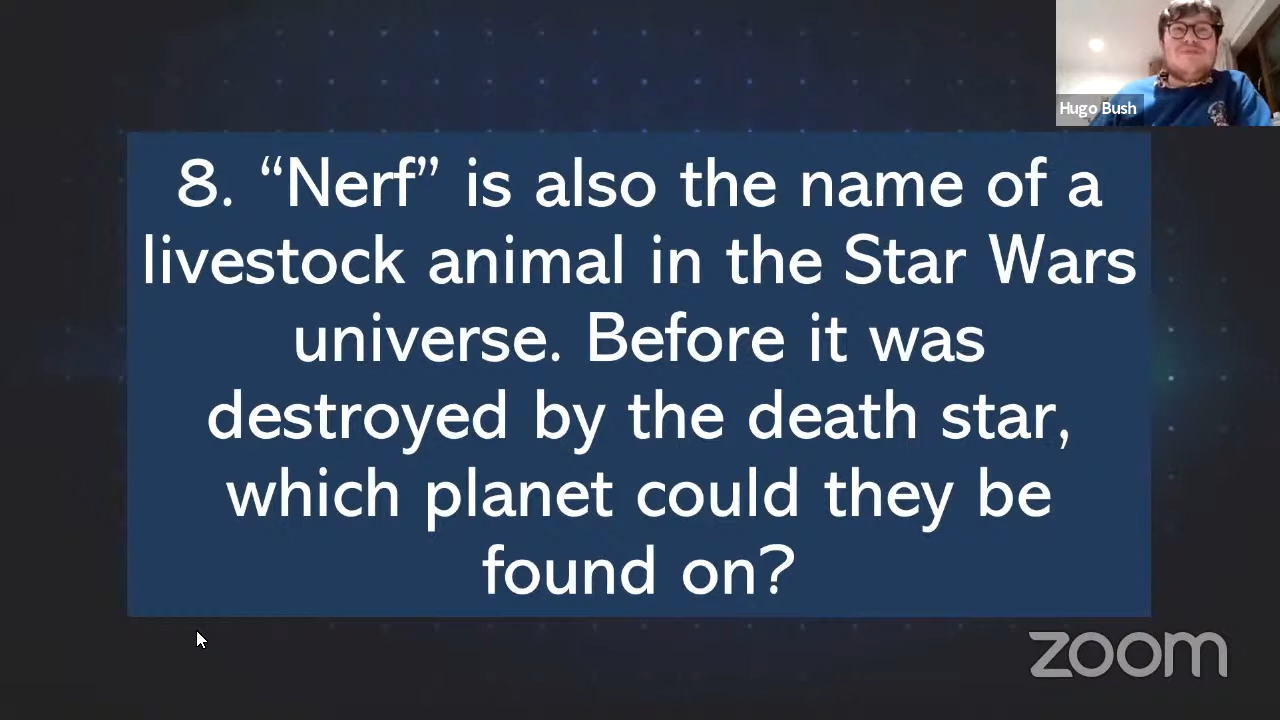 Hugo Bush
8. “Nerf” is also the name of a
livestock animal in the Star Wars
universe. Before it was
destroyed by the death star,
which planet could they be
found on?
zoom